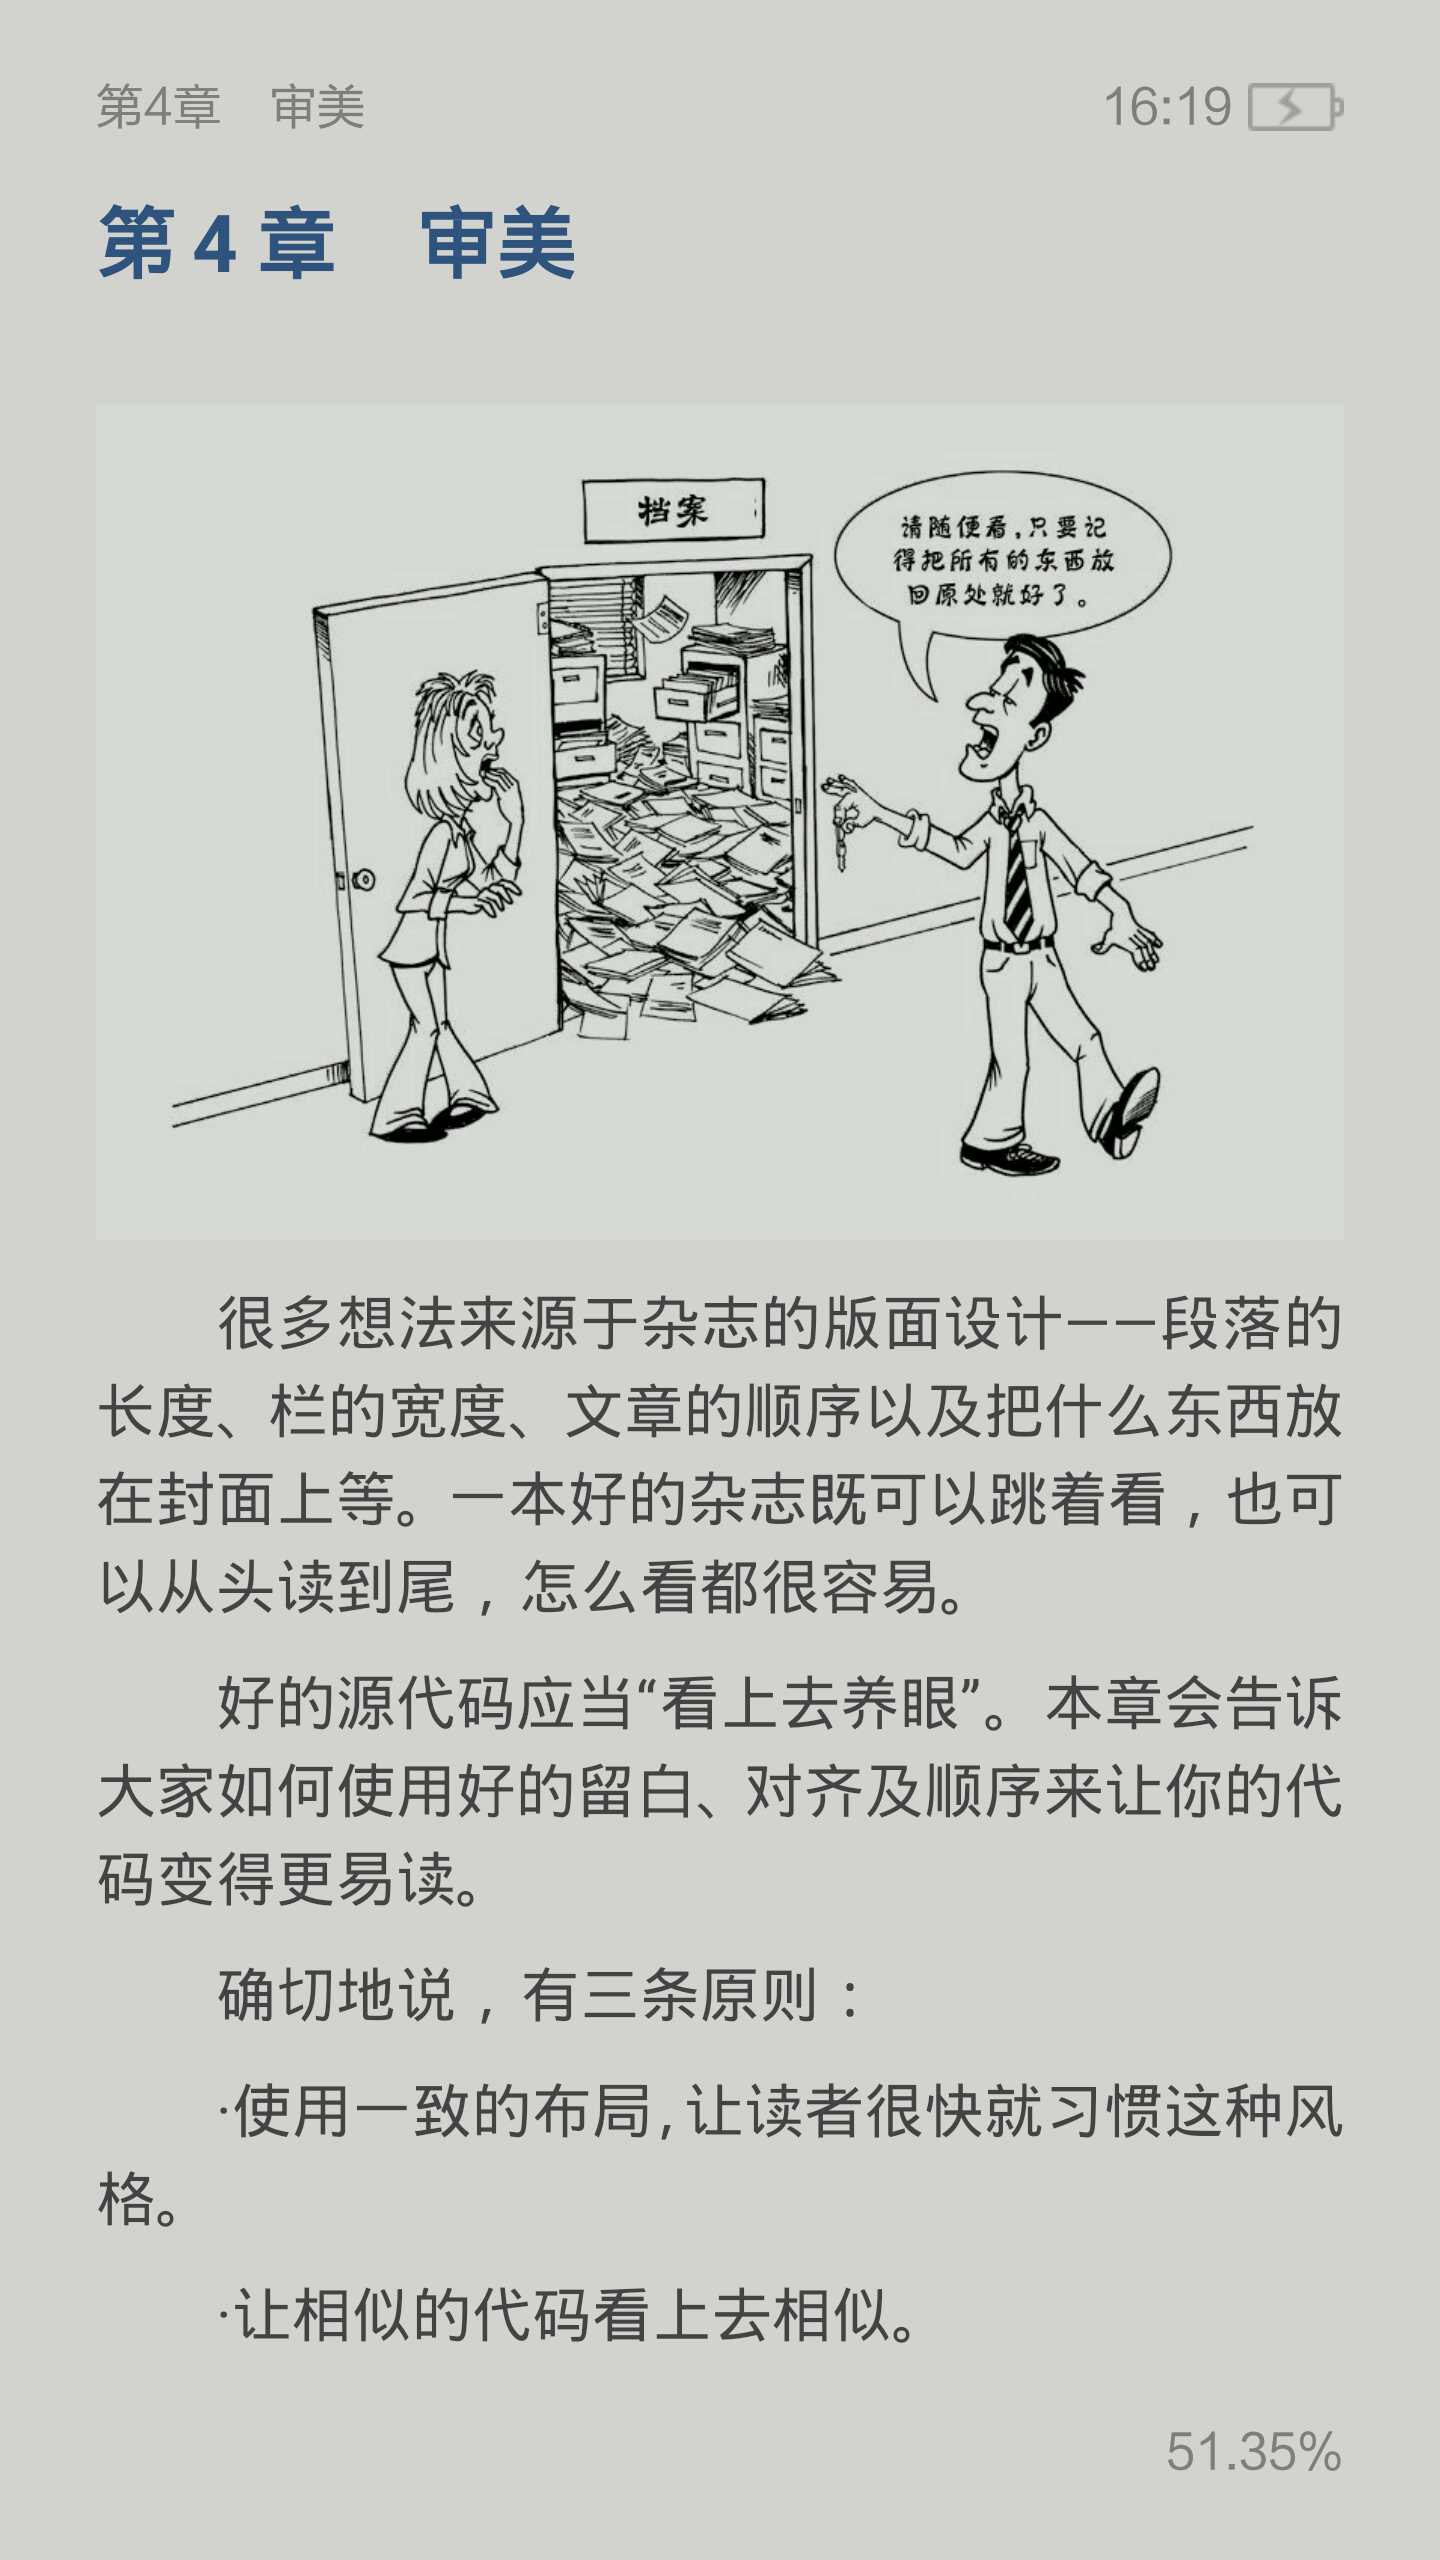 第4章　审美
16:19
第 4 章　审美
档案
请随便看,只要记
得把所有的东西放
回原处就好了。
很多想法来源于杂志的版面设计——段落的
长度、栏的宽度、文章的顺序以及把什么东西放
在封面上等。一本好的杂志既可以跳着看，也可
以从头读到尾，怎么看都很容易。
好的源代码应当“看上去养眼”。本章会告诉
大家如何使用好的留白、对齐及顺序来让你的代
码变得更易读。
确切地说，有三条原则：
·使用一致的布局，让读者很快就习惯这种风
格。
·让相似的代码看上去相似。
51.35%